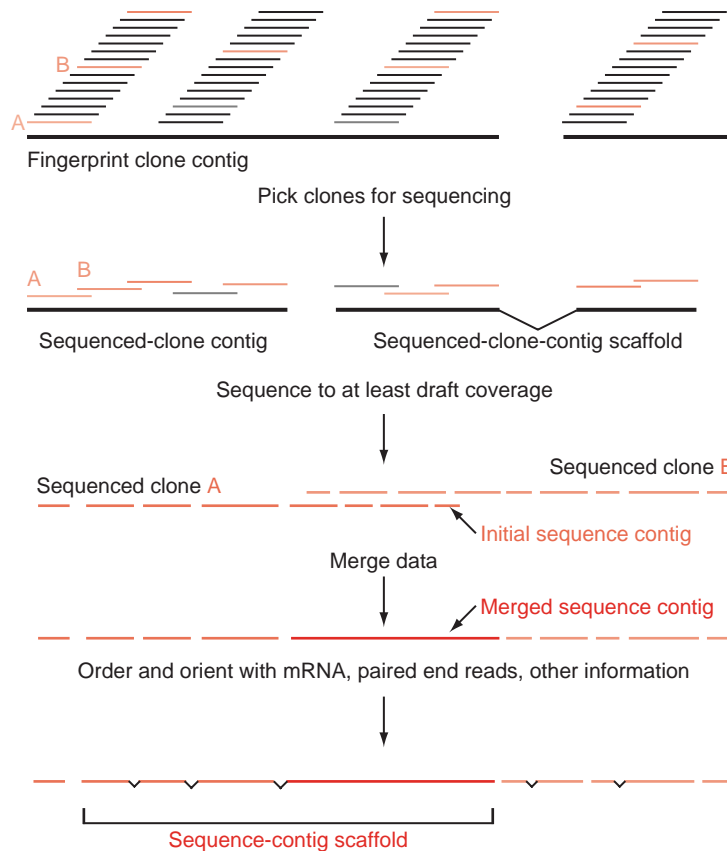 B
A
Fingerprint clone contig
Pick clones for sequencing
A
B
Sequenced-clone contig
Sequenced-clone-contig scaffold
Sequence to at least draft coverage
Sequenced clone A
Sequenced clone B
Initial sequence contig
Merge data
Merged sequence contig
Order and orient with mRNA, paired end reads, other information
Sequence-contig scaffold